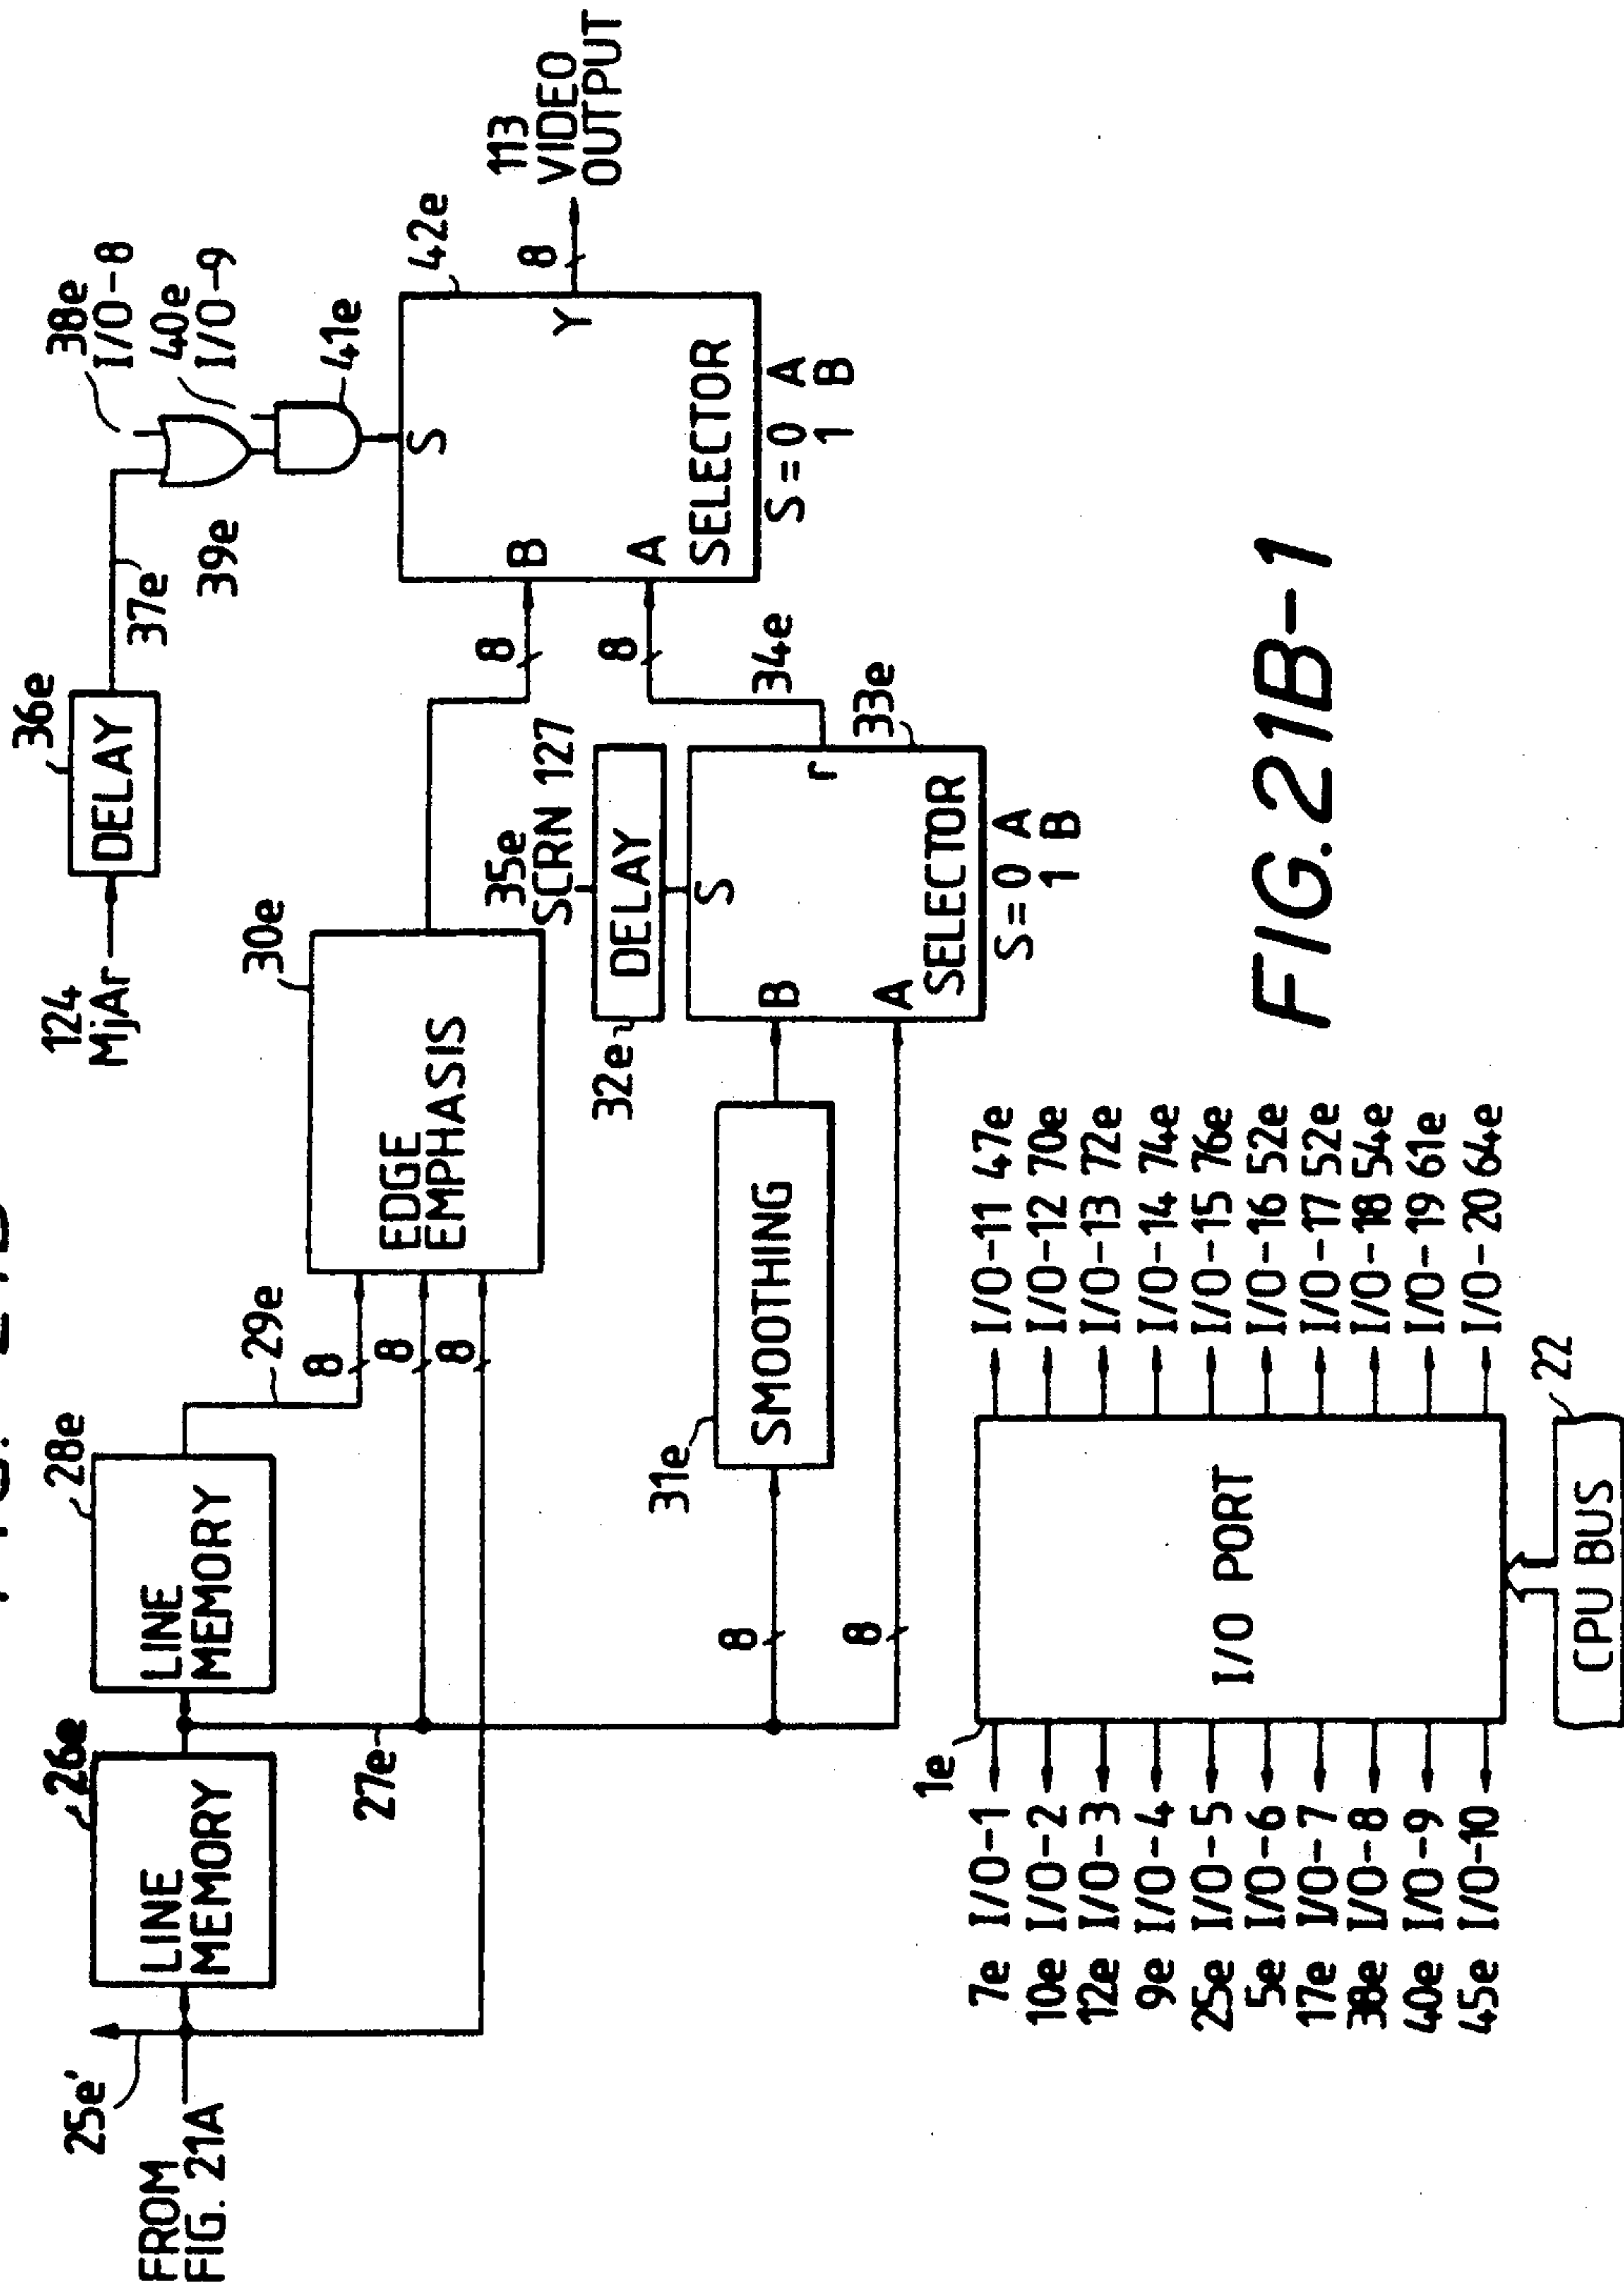 FROM
FIG. 21A
25e'
26e
LINE
MEMORY
27e
28e
LINE
MEMORY
29e
8
8
8
EDGE
EMPHASIS
30e
124
MjAr
DELAY
36e
37e
39e
38e
I/O-8
40e
I/O-9
41e
8
8
SMOOTHING
31e
35e
SCRN 127
DELAY
32e
S
B
A
r
SELECTOR
S=0 A
1 B
33e
34e
8
8
S
B
A
Y
SELECTOR
S=0 A
1 B
42e
8
113
VIDEO
OUTPUT
1e
I/O PORT
7e I/O-1
10e I/O-2
12e I/O-3
9e I/O-4
25e I/O-5
5e I/O-6
17e I/O-7
38e I/O-8
40e I/O-9
45e I/O-10
I/O-11 47e
I/O-12 70e
I/O-13 72e
I/O-14 74e
I/O-15 76e
I/O-16 52e
I/O-17 52e
I/O-18 54e
I/O-19 61e
I/O-20 64e
CPU BUS
22
FIG. 21B-1